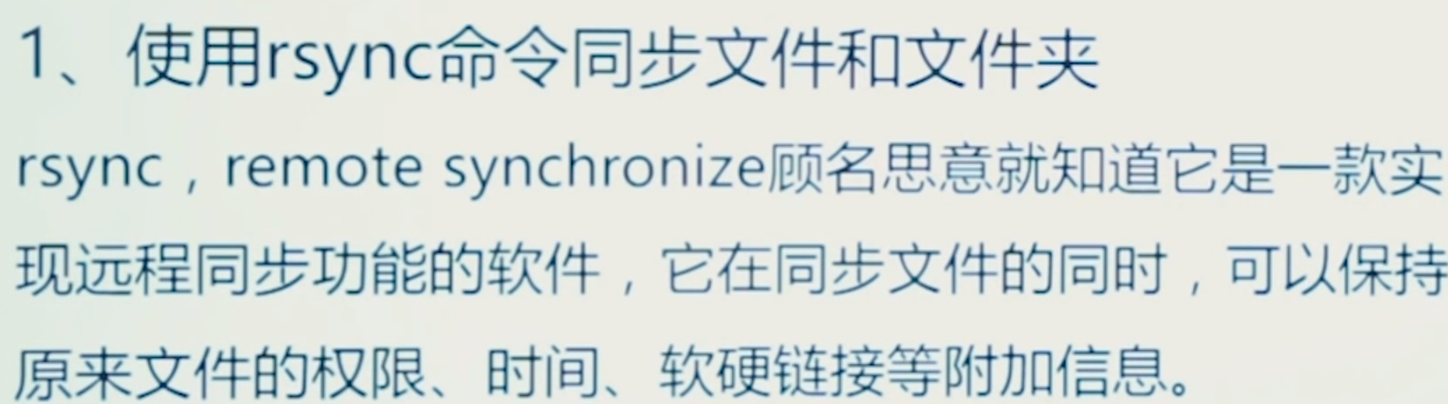 1、使用rsync命令同步文件和文件夹
rsync，remote synchronize顾名思意就知道它是一款实
现远程同步功能的软件，它在同步文件的同时，可以保持
原来文件的权限、时间、软硬链接等附加信息。